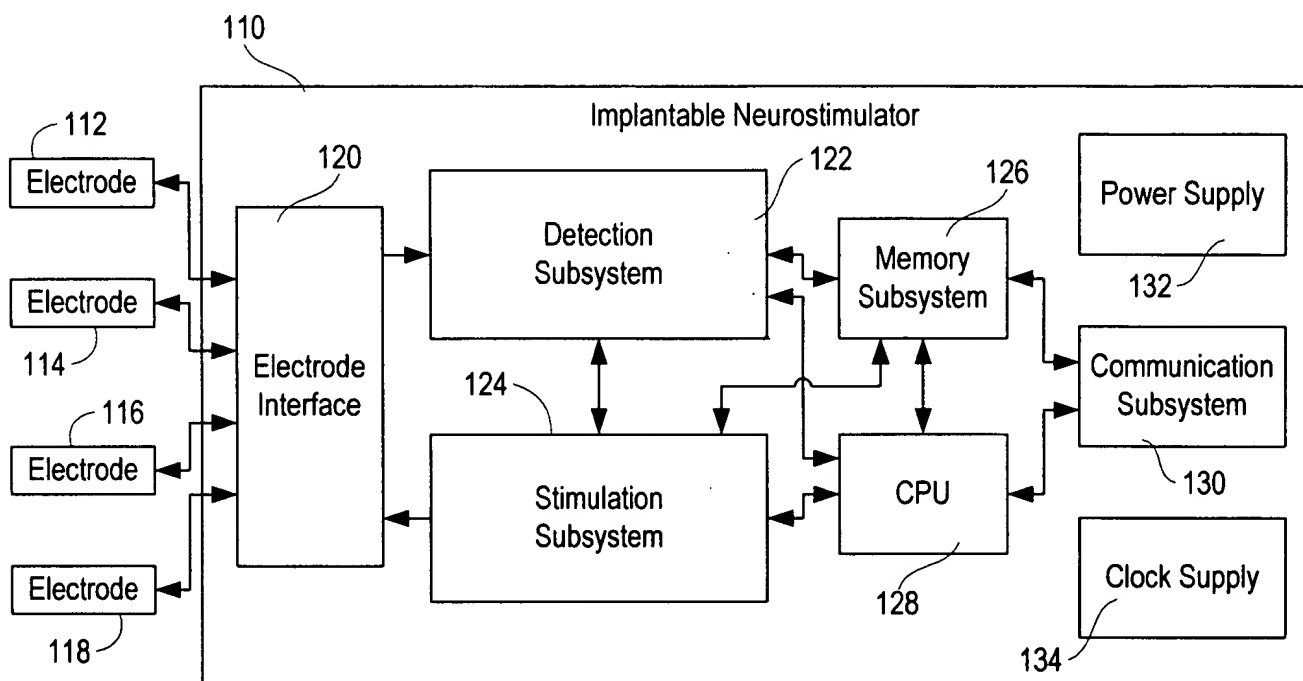 110
Implantable Neurostimulator
112
Electrode
120
122
126
Power Supply
132
Detection
Subsystem
Memory
Subsystem
Electrode
114
Electrode
Interface
124
Communication
Subsystem
130
116
Electrode
Stimulation
Subsystem
CPU
128
Clock Supply
134
Electrode
118